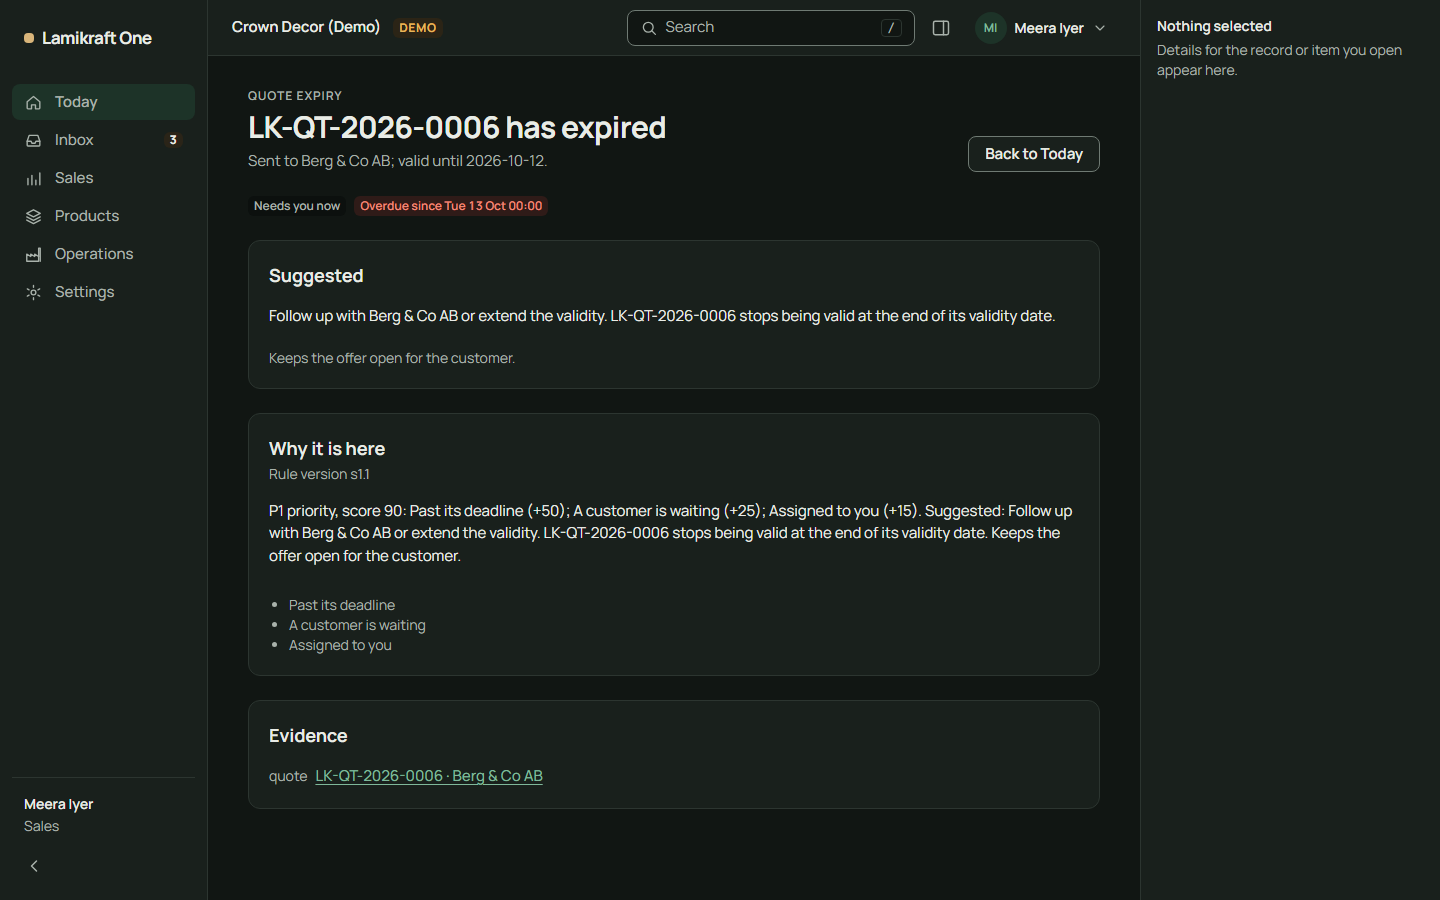 Lamikraft One
Today
Inbox 3
Sales
Products
Operations
Settings
Meera Iyer
Sales
Crown Decor (Demo) DEMO
Search /
MI Meera Iyer
QUOTE EXPIRY
LK-QT-2026-0006 has expired
Sent to Berg & Co AB; valid until 2026-10-12.
Back to Today
Needs you now Overdue since Tue 13 Oct 00:00
Suggested
Follow up with Berg & Co AB or extend the validity. LK-QT-2026-0006 stops being valid at the end of its validity date.
Keeps the offer open for the customer.
Why it is here
Rule version s1.1
P1 priority, score 90: Past its deadline (+50); A customer is waiting (+25); Assigned to you (+15). Suggested: Follow up
with Berg & Co AB or extend the validity. LK-QT-2026-0006 stops being valid at the end of its validity date. Keeps the
offer open for the customer.
• Past its deadline
• A customer is waiting
• Assigned to you
Evidence
quote LK-QT-2026-0006 · Berg & Co AB
Nothing selected
Details for the record or item you open
appear here.